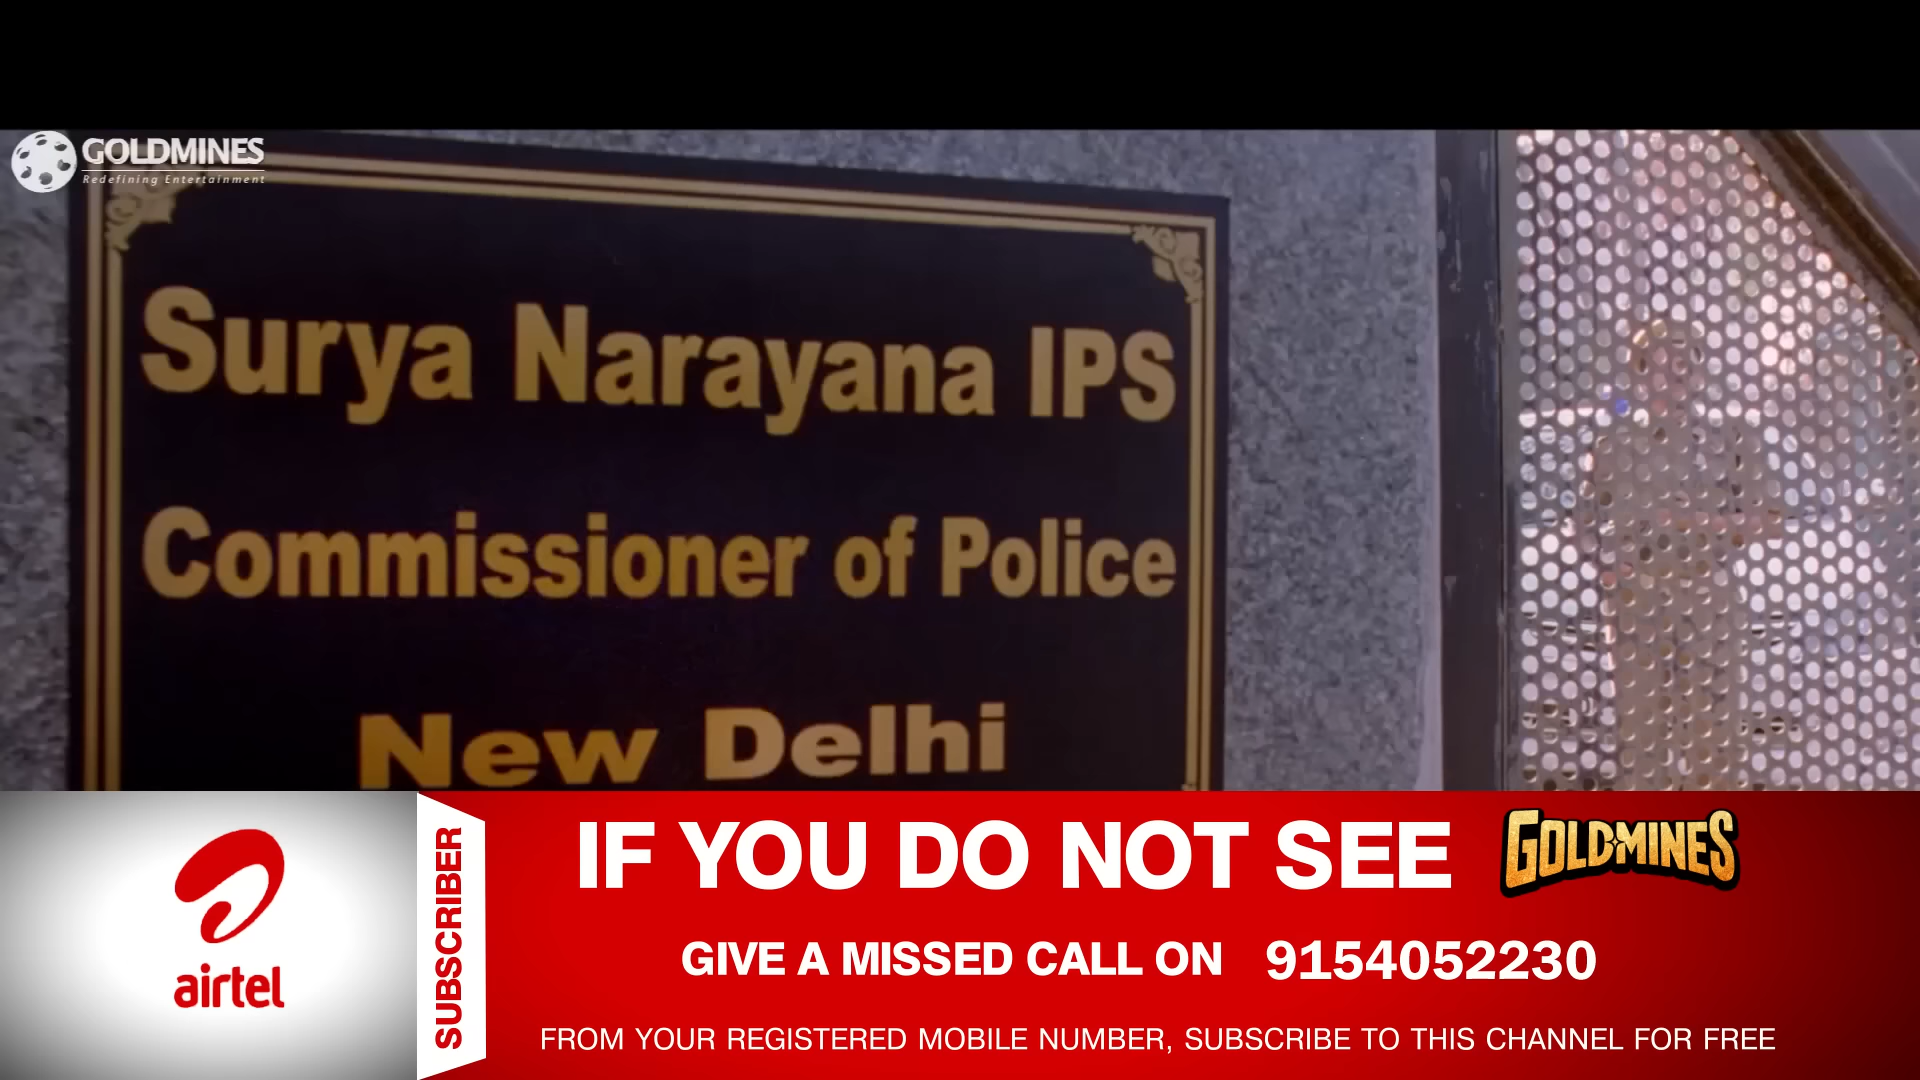 GOLDMINES
Redefining Entertainment
Surya Narayana IPS
Commissioner of Police
New Delhi
airtel
SUBSCRIBER
IF YOU DO NOT SEE GOLDMINES
GIVE A MISSED CALL ON 9154052230
FROM YOUR REGISTERED MOBILE NUMBER, SUBSCRIBE TO THIS CHANNEL FOR FREE